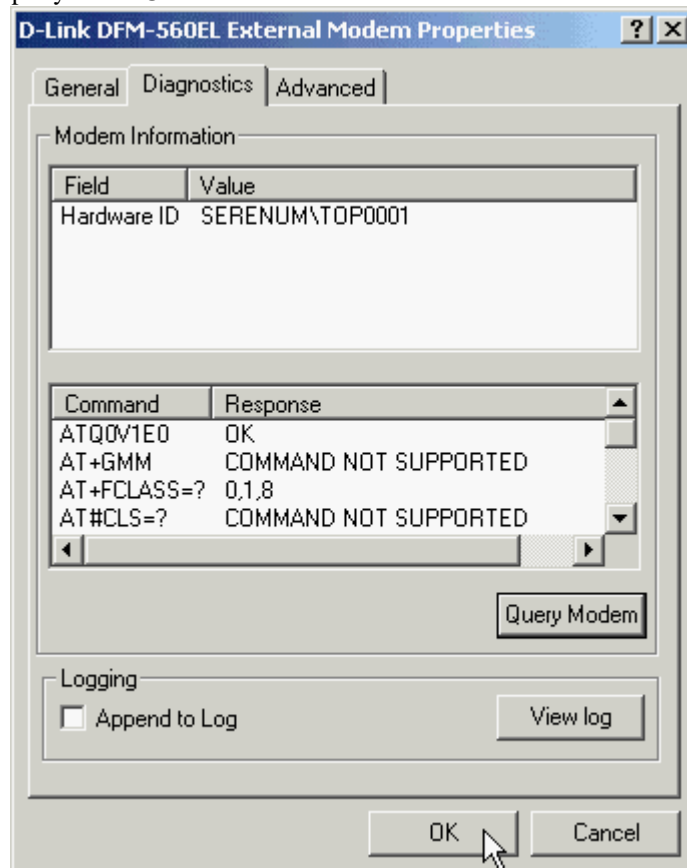 D-Link DFM-560EL External Modem Properties
General Diagnostics Advanced
Modem Information
Field Value
Hardware ID SERENUM\TOP0001
Command Response
ATQ0V1E0 OK
AT+GMM COMMAND NOT SUPPORTED
AT+FCLASS=? 0,1,8
AT#CLS=? COMMAND NOT SUPPORTED
Query Modem
Logging
Append to Log View log
OK Cancel